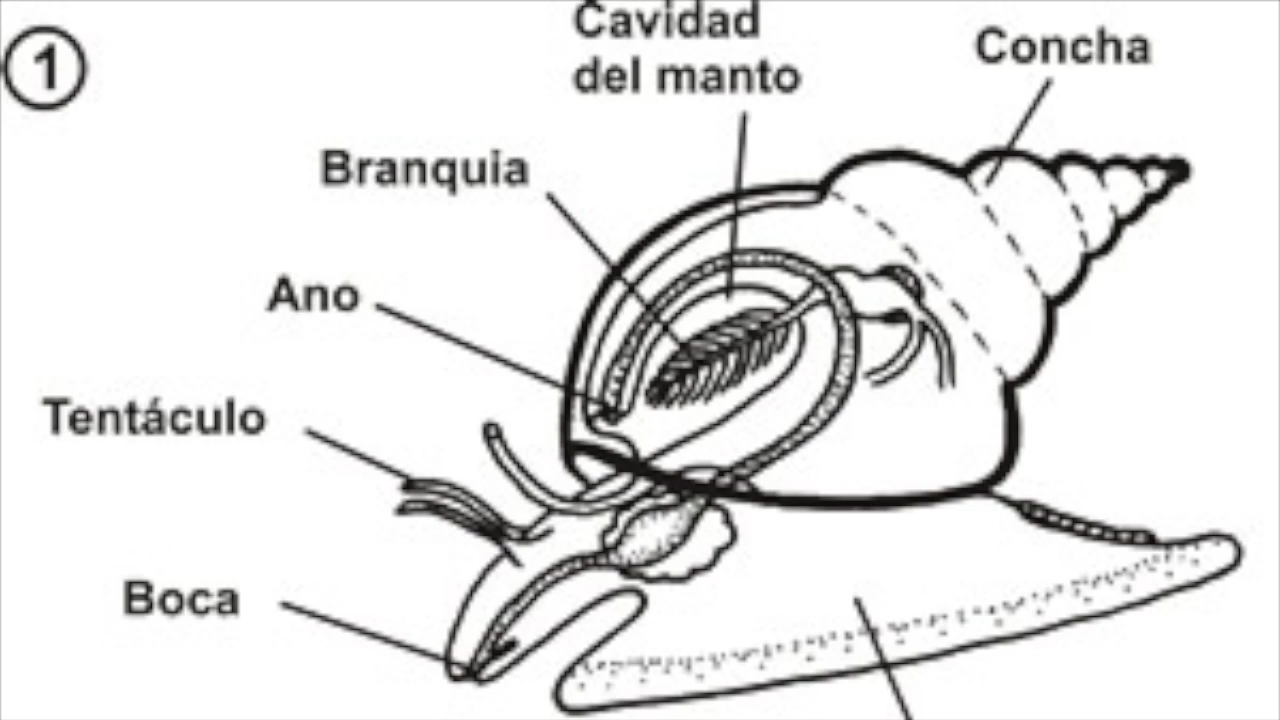 1
Cavidad
del manto
Concha
Branquia
Ano
Tentáculo
Boca